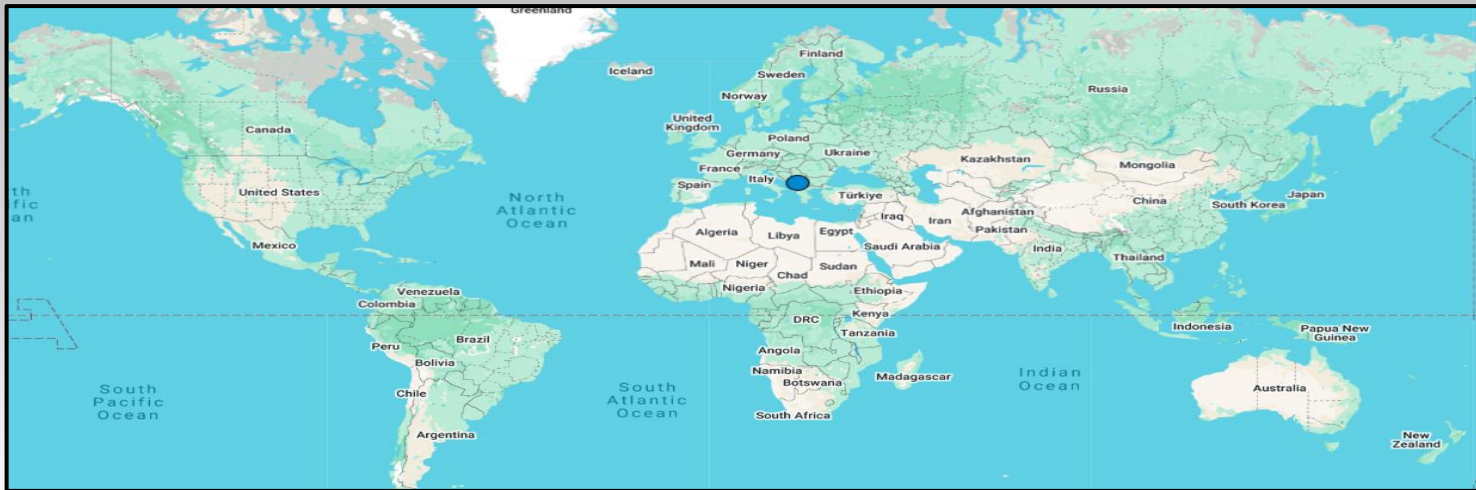 Greenland
Finland
Iceland
Sweden
Russia
Norway
United
Kingdom
Canada
Poland
Germany
Ukraine
Kazakhstan
Mongolia
France
Italy
Spain
United States
Türkiye
Japan
China
South Korea
North
Atlantic
Ocean
Afghanistan
Iraq
Iran
Pakistan
Algeria
Libya
Egypt
Mexico
Saudi Arabia
India
Thailand
Mali
Niger
Chad
Sudan
Nigeria
Ethiopia
Venezuela
Colombia
Kenya
DRC
Indonesia
Papua New
Guinea
Tanzania
Brazil
Peru
Angola
Bolivia
Namibia
Botswana
Madagascar
Indian
Ocean
South
Pacific
Ocean
Chile
South
Atlantic
Ocean
Australia
South Africa
Argentina
New
Zealand